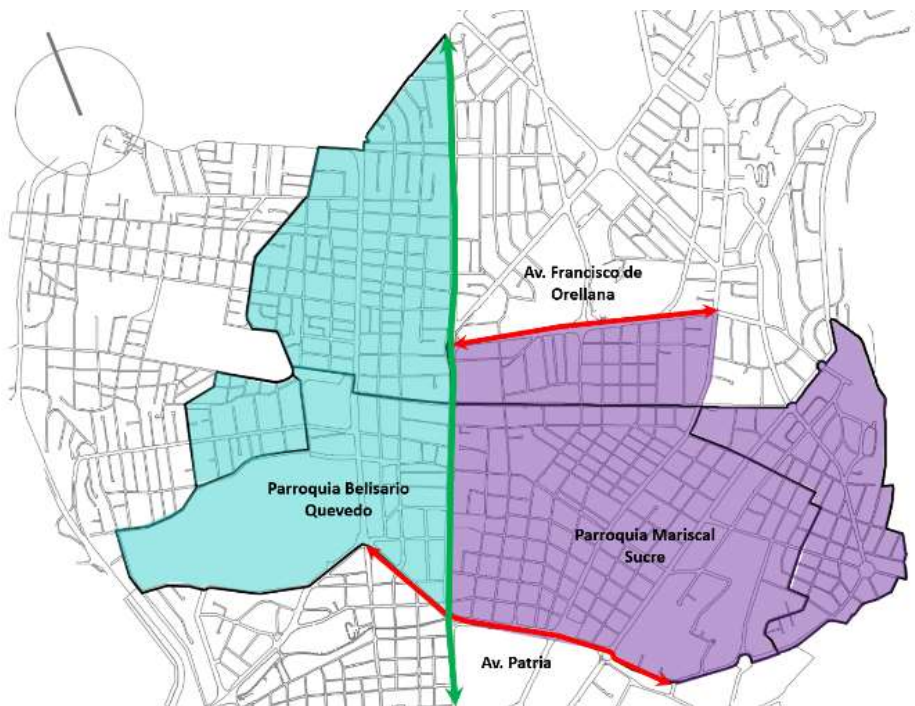 Av. Francisco de
Orellana
Parroquia Belisario
Quevedo
Parroquia Mariscal
Sucre
Av. Patria